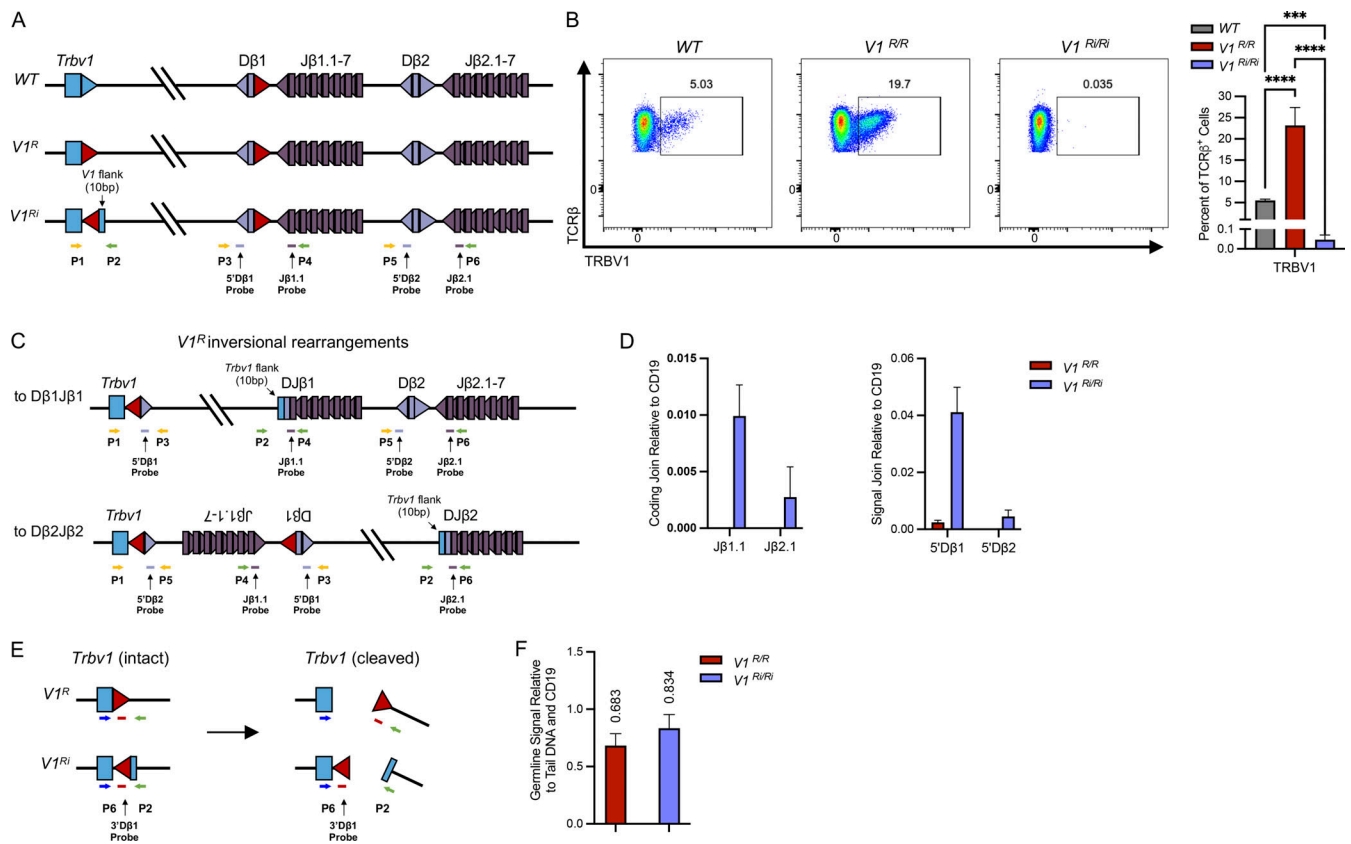 A
Trbv1
Dβ1
Jβ1.1-7
Dβ2
Jβ2.1-7
WT
V1R
V1 flank
(10bp)
V1Ri
P1
P2
P3
P4
P5
P6
5'Dβ1
Probe
Jβ1.1
Probe
5'Dβ2
Probe
Jβ2.1
Probe
B
WT
V1 R/R
V1 Ri/Ri
5.03
19.7
0.035
0
0
0
0
0
0
TCRβ
TRBV1
***
****
****
WT
V1 R/R
V1 Ri/Ri
Percent of TCRβ+ Cells
30
25
20
15
10
5
0.1
0.0
TRBV1
C
V1R inversional rearrangements
to Dβ1Jβ1
Trbv1
Trbv1 flank
(10bp)
DJβ1
Dβ2
Jβ2.1-7
P1
P3
P2
P4
P5
P6
5'Dβ1
Probe
Jβ1.1
Probe
5'Dβ2
Probe
Jβ2.1
Probe
to Dβ2Jβ2
Trbv1
Jβ1.1-7
Dβ1
Trbv1 flank
(10bp)
DJβ2
P1
P5
P4
P3
P2
P6
5'Dβ2
Probe
Jβ1.1
Probe
5'Dβ1
Probe
Jβ2.1
Probe
D
Coding Join Relative to CD19
0.015
0.010
0.005
0.000
Jβ1.1
Jβ2.1
Signal Join Relative to CD19
0.06
0.04
0.02
0.00
5'Dβ1
5'Dβ2
V1 R/R
V1 Ri/Ri
E
Trbv1 (intact)
Trbv1 (cleaved)
V1R
V1Ri
P6
P2
3'Dβ1
Probe
P6
P2
3'Dβ1
Probe
F
Germline Signal Relative
to Tail DNA and CD19
1.5
1.0
0.5
0.0
0.683
0.834
V1 R/R
V1 Ri/Ri